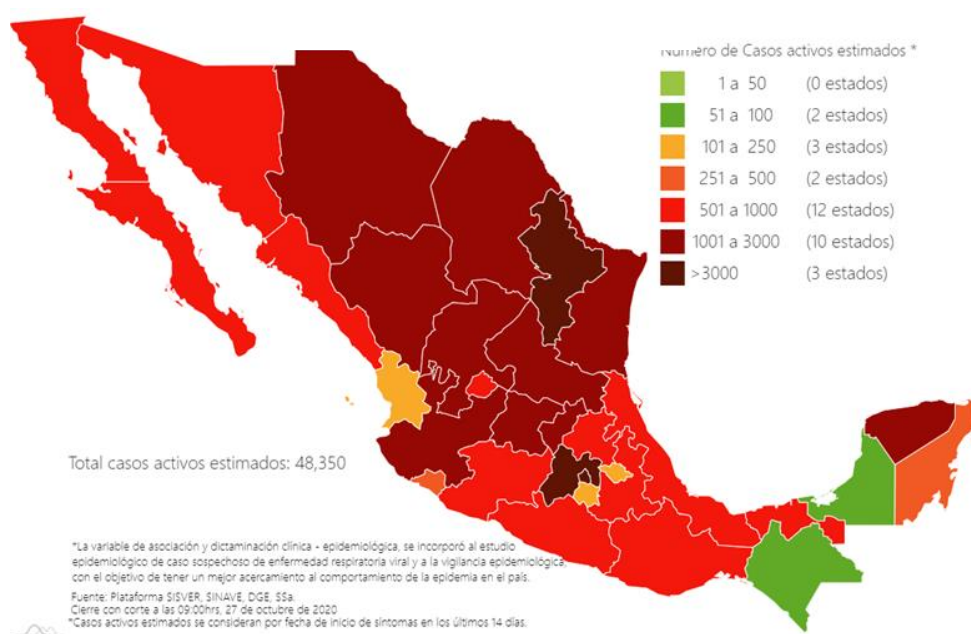 Número de Casos activos estimados *
1 a 50 (0 estados)
51 a 100 (2 estados)
101 a 250 (3 estados)
251 a 500 (2 estados)
501 a 1000 (12 estados)
1001 a 3000 (10 estados)
>3000 (3 estados)
Total casos activos estimados: 48,350
*La variable de asociación y dictaminación clínica - epidemiológica, se incorporó al estudio
epidemiológico de caso sospechoso de enfermedad respiratoria viral y a la vigilancia epidemiológica,
con el objetivo de tener un mejor acercamiento al comportamiento de la epidemia en el país.
Fuente: Plataforma SISVER, SINAVE, DGE, SSa.
Cierre con corte a las 09:00hrs, 27 de octubre de 2020
*Casos activos estimados se consideran por fecha de inicio de síntomas en los últimos 14 días.